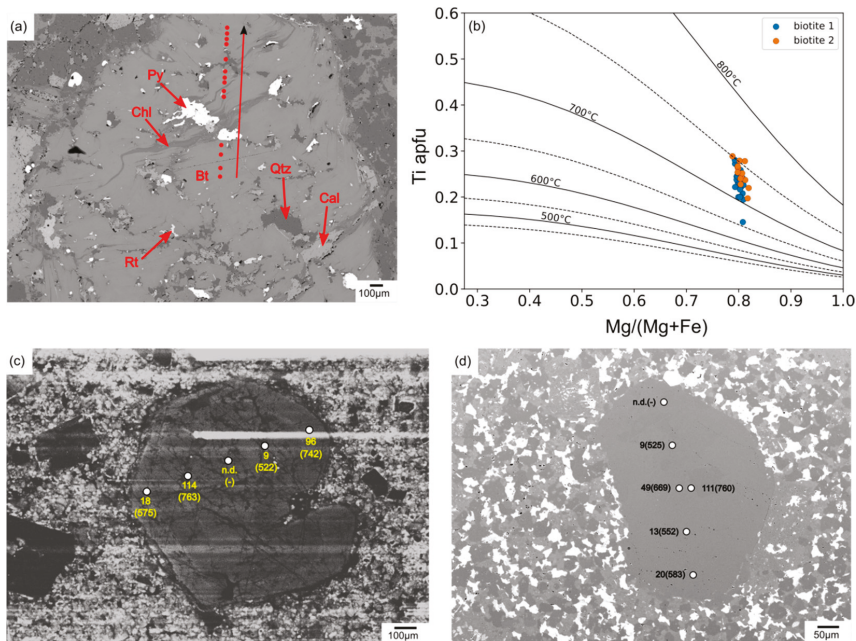 (a)
Py
Chl
Bt
Qtz
Cal
Rt
100μm
(b)
biotite 1
biotite 2
800°C
700°C
600°C
500°C
0.6
0.5
0.4
0.3
0.2
0.1
0.0
Ti apfu
0.3 0.4 0.5 0.6 0.7 0.8 0.9 1.0
Mg/(Mg+Fe)
(c)
96
(742)
9
(522)
n.d.
(-)
114
(763)
18
(575)
100μm
(d)
n.d.(-)
9(525)
49(669) 111(760)
13(552)
20(583)
50μm